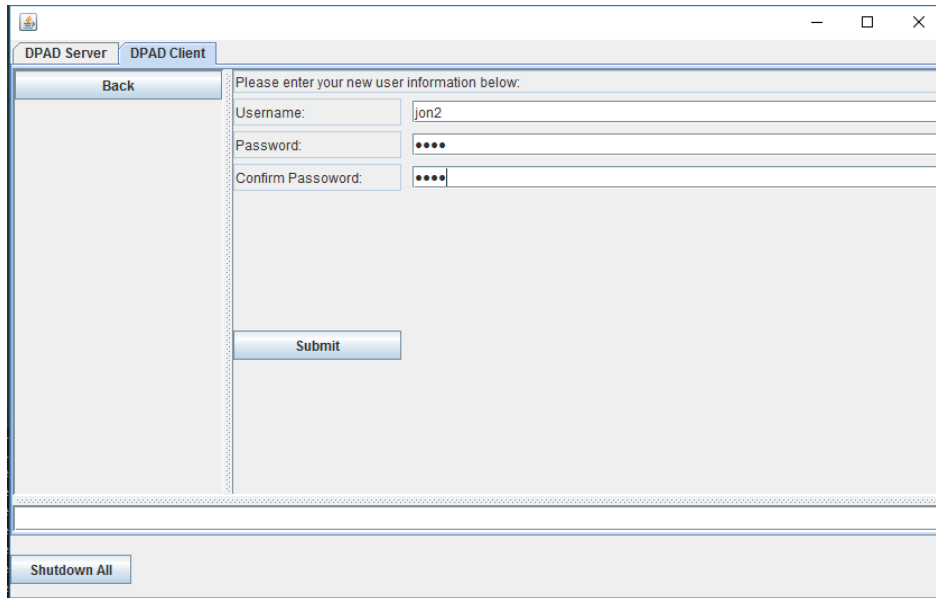 DPAD Server DPAD Client
Back
Please enter your new user information below:
Username: jon2
Password: ••••
Confirm Passoword: ••••
Submit
Shutdown All